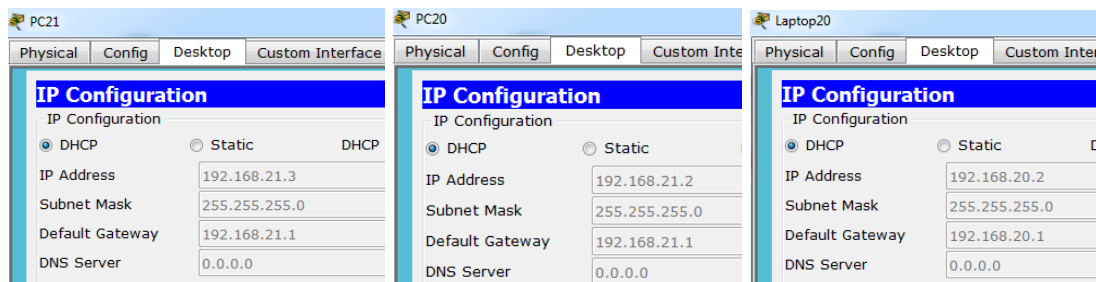 PC21
Physical Config Desktop Custom Interface
IP Configuration
IP Configuration
DHCP Static DHCP
IP Address 192.168.21.3
Subnet Mask 255.255.255.0
Default Gateway 192.168.21.1
DNS Server 0.0.0.0
PC20
Physical Config Desktop Custom Inte
IP Configuration
IP Configuration
DHCP Static
IP Address 192.168.21.2
Subnet Mask 255.255.255.0
Default Gateway 192.168.21.1
DNS Server 0.0.0.0
Laptop20
Physical Config Desktop Custom Inter
IP Configuration
IP Configuration
DHCP Static
IP Address 192.168.20.2
Subnet Mask 255.255.255.0
Default Gateway 192.168.20.1
DNS Server 0.0.0.0